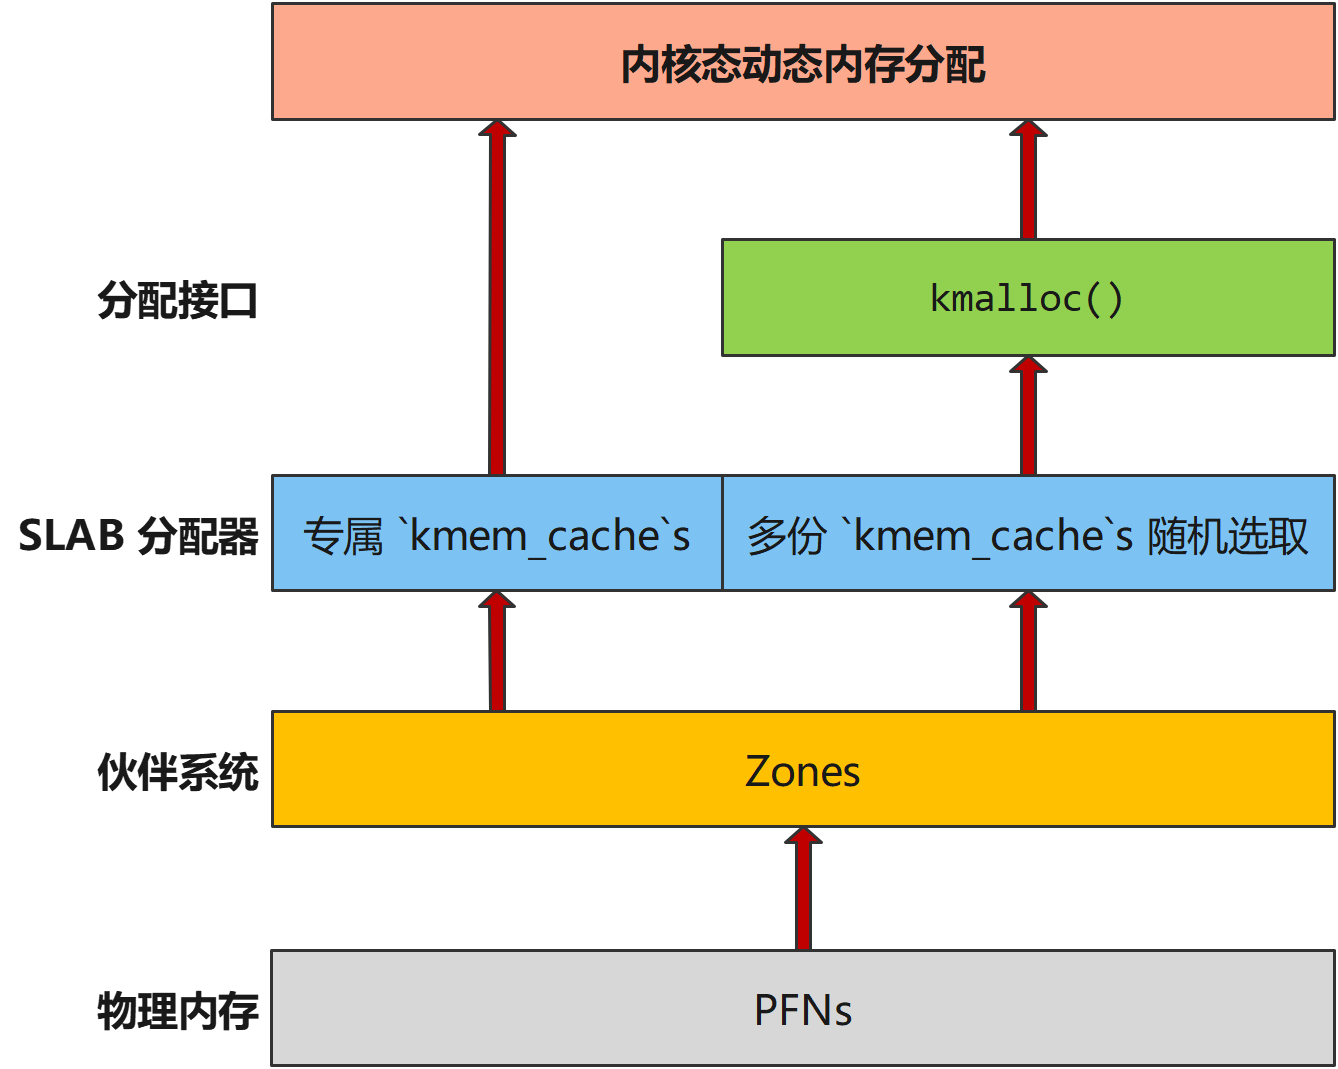 内核态动态内存分配
分配接口
kmalloc()
SLAB 分配器
专属 `kmem_cache`s
多份 `kmem_cache`s 随机选取
伙伴系统
Zones
物理内存
PFNs